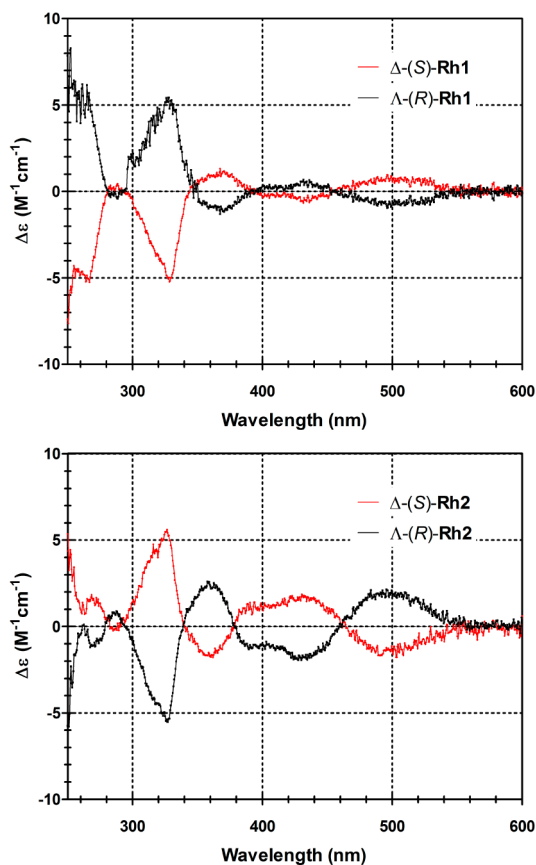 10
Δ-(S)-Rh1
Λ-(R)-Rh1
5
0
-5
-10
Δε (M⁻¹cm⁻¹)
300 400 500 600
Wavelength (nm)
10
Δ-(S)-Rh2
Λ-(R)-Rh2
5
0
-5
-10
Δε (M⁻¹cm⁻¹)
300 400 500 600
Wavelength (nm)